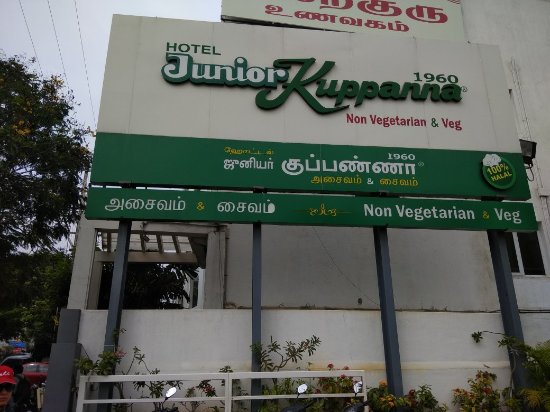 உணவகம்
HOTEL
Junior Kuppanna®
1960
Non Vegetarian & Veg
ஹோட்டல் 1960
ஜுனியர் குப்பண்ணா®
அசைவம் & சைவம்
100%
HALAL
அசைவம் & சைவம் Non Vegetarian & Veg